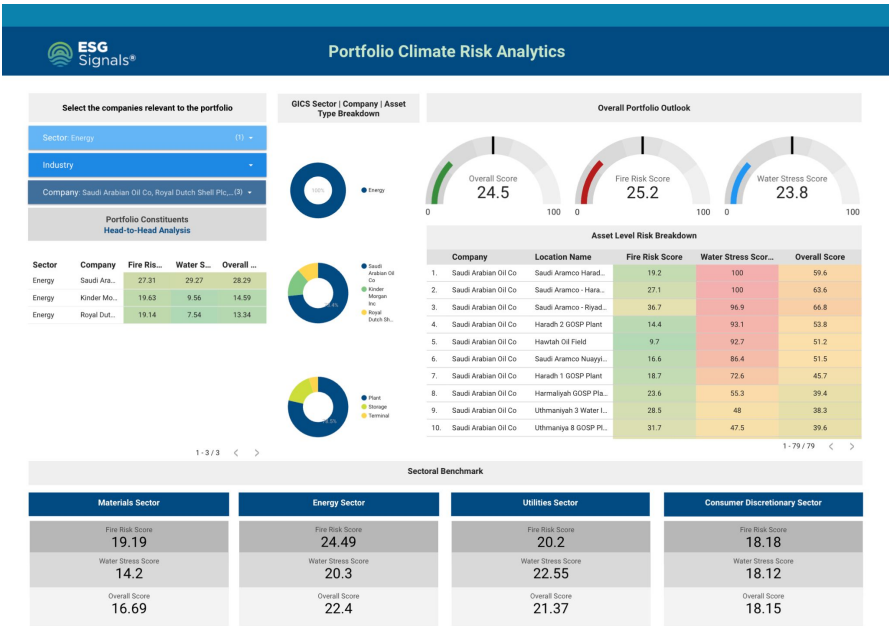 ESG
Signals®
Portfolio Climate Risk Analytics
Select the companies relevant to the portfolio
Sector: Energy (1)
Industry
Company: Saudi Arabian Oil Co, Royal Dutch Shell Plc,... (3)
Portfolio Constituents
Head-to-Head Analysis
Sector Company Fire Ris... Water S... Overall ...
Energy Saudi Ara... 27.31 29.27 28.29
Energy Kinder Mo... 19.63 9.56 14.59
Energy Royal Dut... 19.14 7.54 13.34
1 - 3 / 3
GICS Sector | Company | Asset
Type Breakdown
100%
Energy
Saudi
Arabian Oil
Co
Kinder
Morgan
Inc
Royal
Dutch Sh...
Plant
Storage
Terminal
Overall Portfolio Outlook
Overall Score
24.5
0 100
Fire Risk Score
25.2
0 100
Water Stress Score
23.8
0 100
Asset Level Risk Breakdown
Company Location Name Fire Risk Score Water Stress Scor... Overall Score
1. Saudi Arabian Oil Co Saudi Aramco Harad... 19.2 100 59.6
2. Saudi Arabian Oil Co Saudi Aramco - Hara... 27.1 100 63.6
3. Saudi Arabian Oil Co Saudi Aramco - Riyad... 36.7 96.9 66.8
4. Saudi Arabian Oil Co Haradh 2 GOSP Plant 14.4 93.1 53.8
5. Saudi Arabian Oil Co Hawtah Oil Field 9.7 92.7 51.2
6. Saudi Arabian Oil Co Saudi Aramco Nuayyi... 16.6 86.4 51.5
7. Saudi Arabian Oil Co Haradh 1 GOSP Plant 18.7 72.6 45.7
8. Saudi Arabian Oil Co Harmaliyah GOSP Pla... 23.6 55.3 39.4
9. Saudi Arabian Oil Co Uthmaniyah 3 Water I... 28.5 48 38.3
10. Saudi Arabian Oil Co Uthmaniya 8 GOSP Pl... 31.7 47.5 39.6
1 - 79 / 79
Sectoral Benchmark
Materials Sector
Fire Risk Score
19.19
Water Stress Score
14.2
Overall Score
16.69
Energy Sector
Fire Risk Score
24.49
Water Stress Score
20.3
Overall Score
22.4
Utilities Sector
Fire Risk Score
20.2
Water Stress Score
22.55
Overall Score
21.37
Consumer Discretionary Sector
Fire Risk Score
18.18
Water Stress Score
18.12
Overall Score
18.15